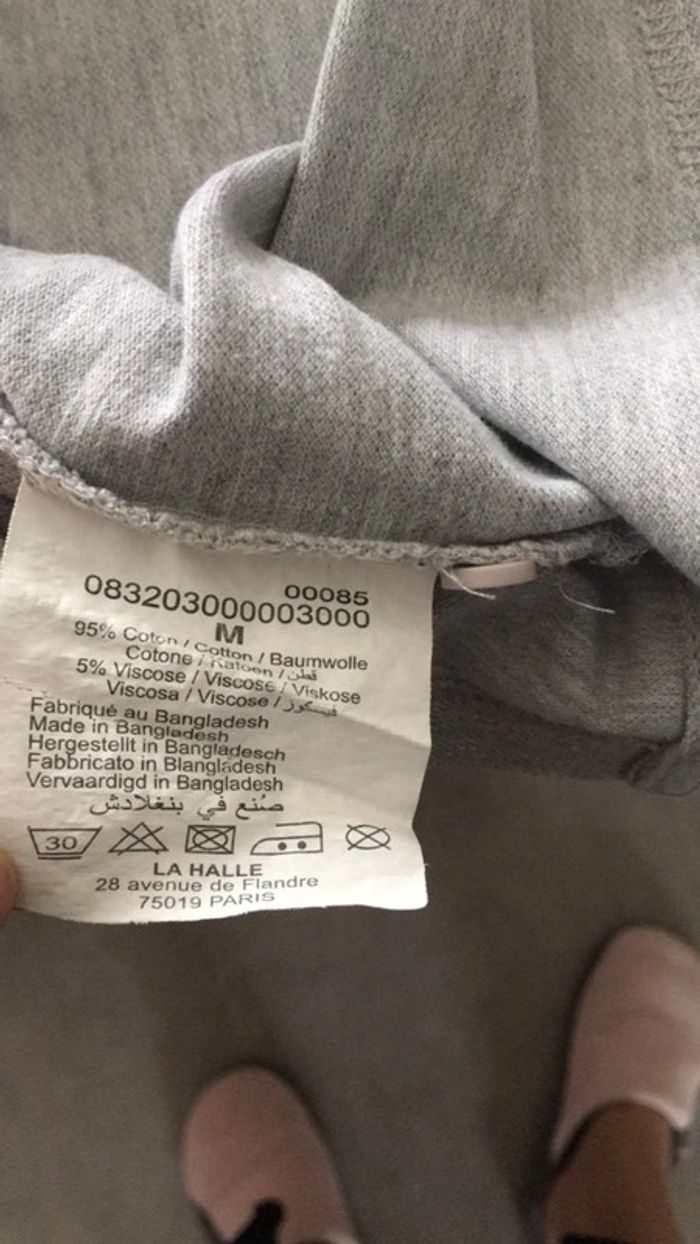 00085
083203000003000
M
95% Coton / Cotton / Baumwolle
Cotone / Katoen / قطن
5% Viscose / Viscose / Viskose
Viscosa / Viscose / فيسكوز
Fabriqué au Bangladesh
Made in Bangladesh
Hergestellt in Bangladesch
Fabbricato in Blangladesh
Vervaardigd in Bangladesh
صُنع في بنغلادش
30
LA HALLE
28 avenue de Flandre
75019 PARIS